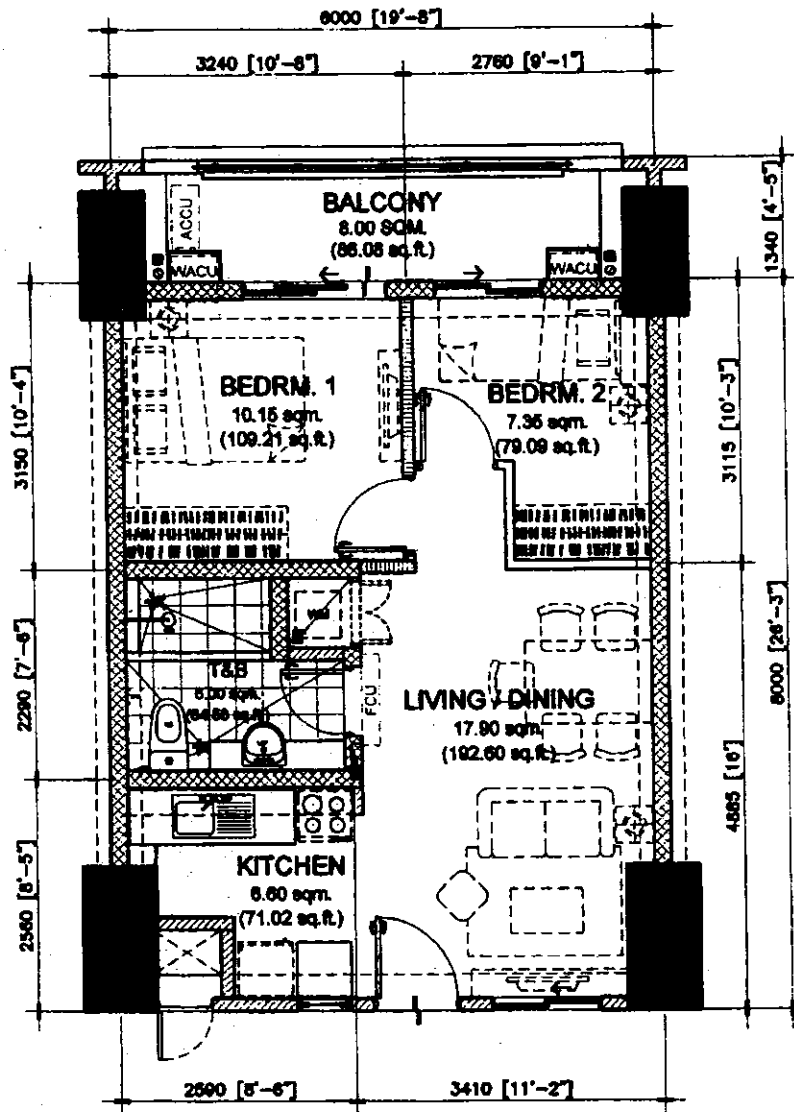 6000 [19'-8"]
3240 [10'-8"]
2760 [9'-1"]
1340 [4'-5"]
BALCONY
8.00 SQM.
(86.08 sq.ft.)
ACCU
WACU
WACU
BEDRM. 1
10.15 sqm.
(109.21 sq.ft.)
BEDRM. 2
7.35 sqm.
(79.09 sq.ft.)
3150 [10'-4"]
3115 [10'-3"]
8000 [26'-3"]
2290 [7'-6"]
T&B
FCU
LIVING / DINING
17.90 sqm.
(192.60 sq.ft.)
4885 [16']
KITCHEN
6.60 sqm.
(71.02 sq.ft.)
2560 [8'-5"]
2590 [8'-6"]
3410 [11'-2"]